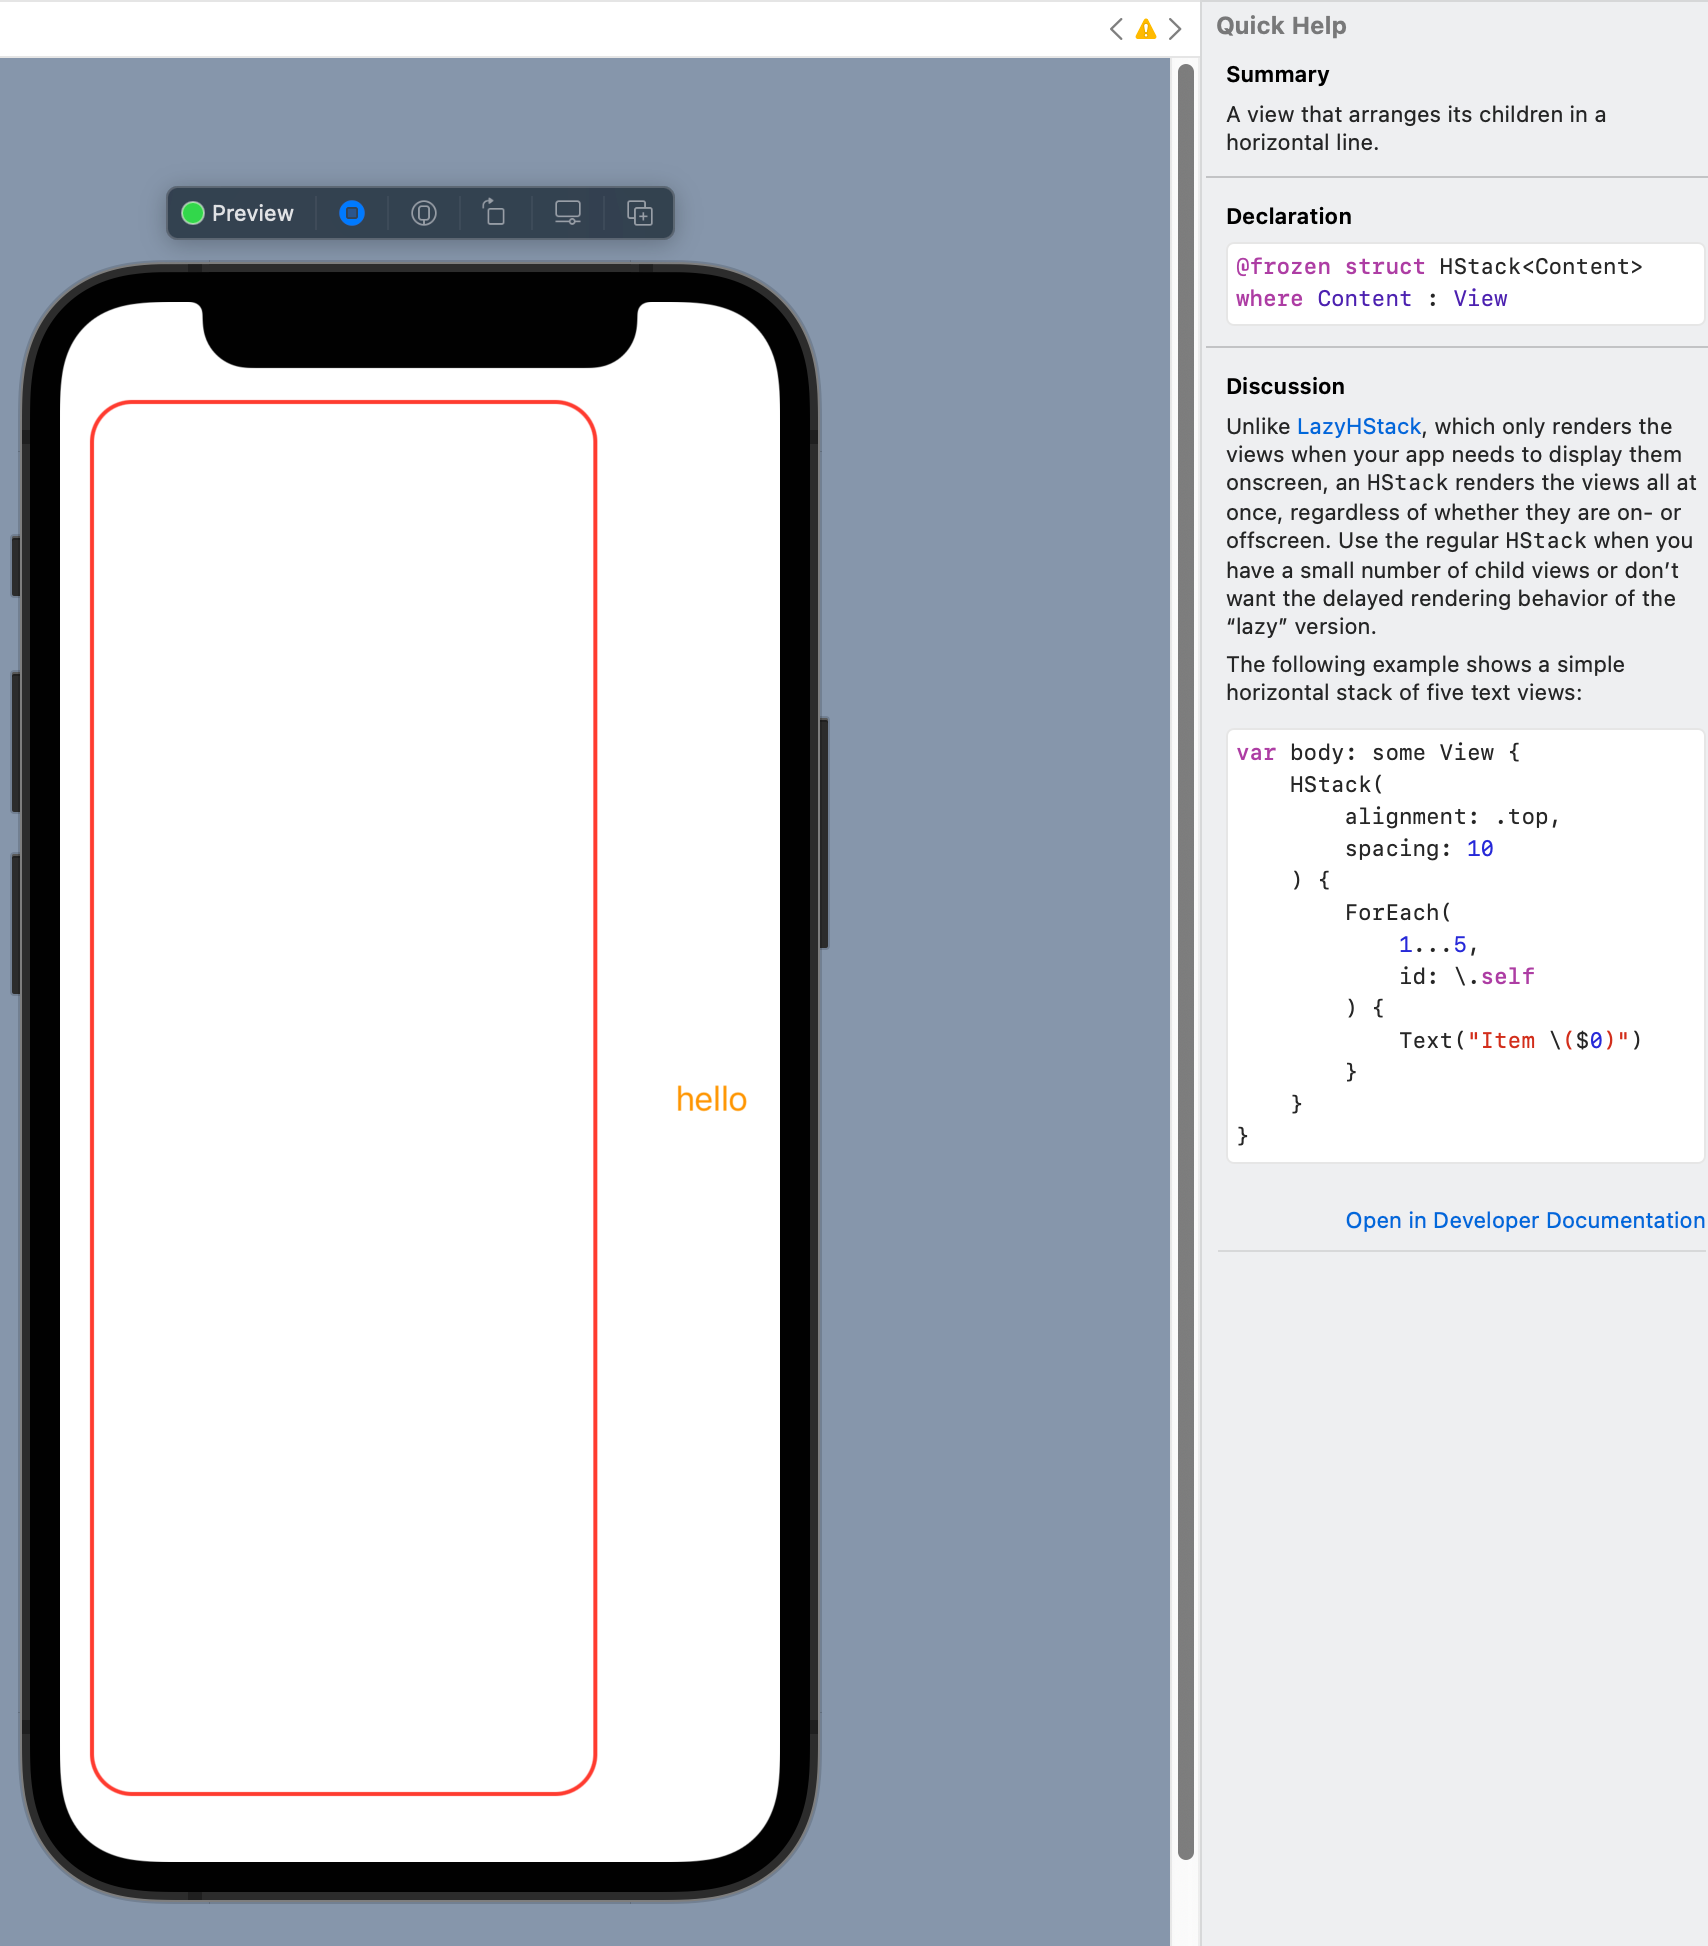 Quick Help
Summary
A view that arranges its children in a
horizontal line.
Preview
Declaration
@frozen struct HStack<Content>
where Content : View
Discussion
Unlike LazyHStack, which only renders the
views when your app needs to display them
onscreen, an HStack renders the views all at
once, regardless of whether they are on- or
offscreen. Use the regular HStack when you
have a small number of child views or don’t
want the delayed rendering behavior of the
“lazy” version.
The following example shows a simple
horizontal stack of five text views:
var body: some View {
    HStack(
        alignment: .top,
        spacing: 10
    ) {
        ForEach(
            1...5,
            id: \.self
        ) {
            Text("Item \($0)")
        }
    }
}
hello
Open in Developer Documentation